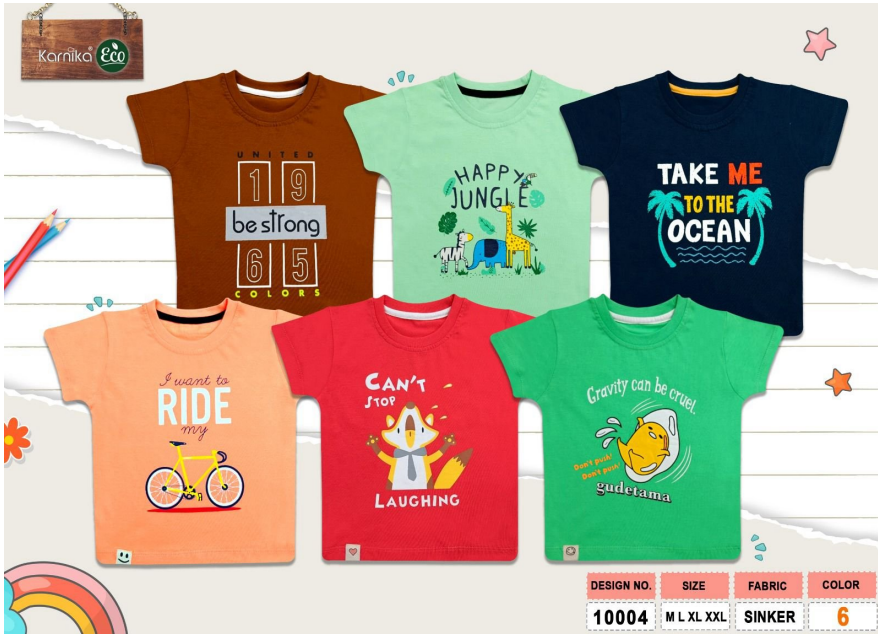 Karnika® Eco
UNITED
19
be strong
65
COLORS
HAPPY
JUNGLE
TAKE ME
TO THE
OCEAN
I want to
RIDE
my
CAN'T
STOP
LAUGHING
Gravity can be cruel.
Don't push!
Don't push!
gudetama
DESIGN NO. SIZE FABRIC COLOR
10004 M L XL XXL SINKER 6